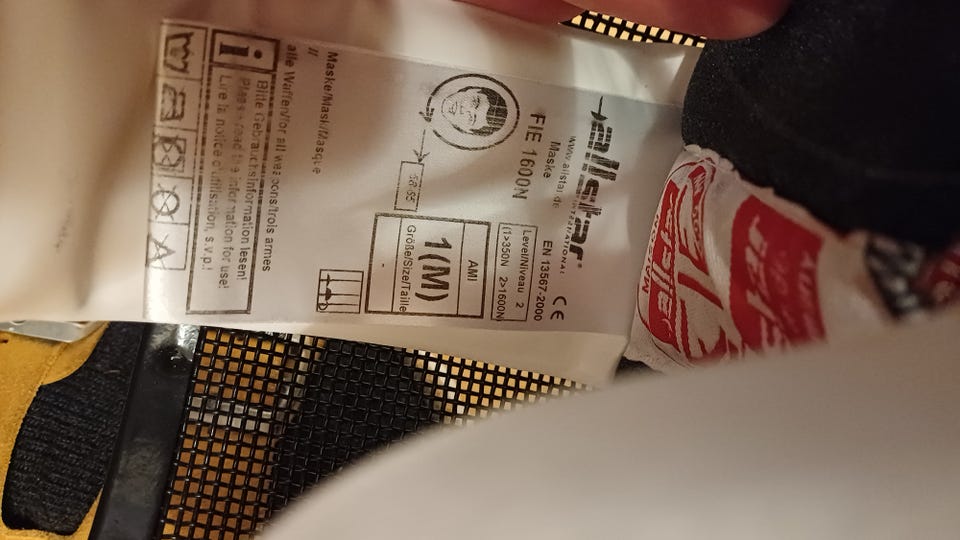 allstar®
INTERNATIONAL
www.allstar.de
Maske
FIE 1600N
CE
EN 13567-2000
Level/Niveau 2
(1>350N 2>1600N)
AMI
1(M)
Größe/Size/Taille
Maske/Mask/Masque
//
alle Waffen/for all weapons/trois armes
i
Bitte Gebrauchsinformation lesen!
Please read the information for use!
Lire la notice d'utilisation, s.v.p.!
A